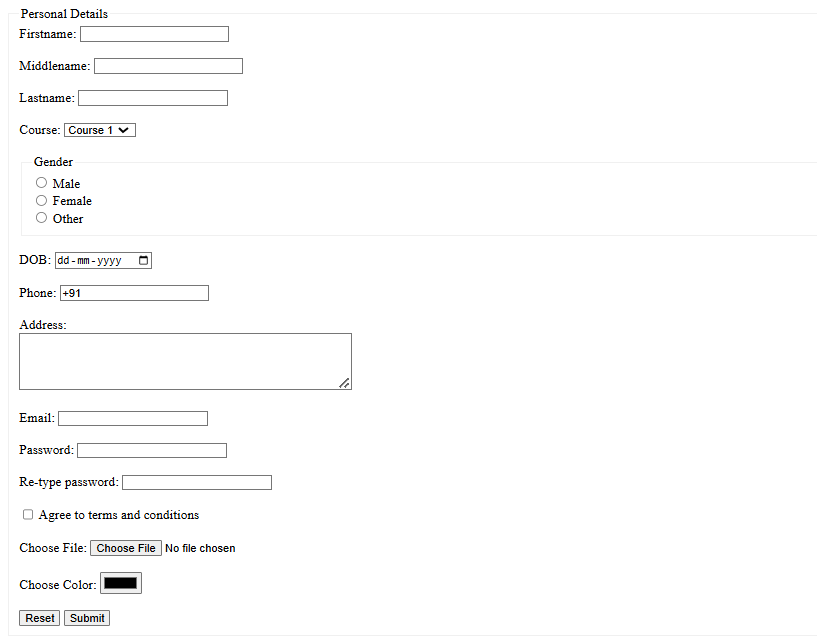 Personal Details
Firstname:
Middlename:
Lastname:
Course: Course 1
Gender
Male
Female
Other
DOB: dd-mm-yyyy
Phone: +91
Address:
Email:
Password:
Re-type password:
Agree to terms and conditions
Choose File: Choose File No file chosen
Choose Color:
Reset Submit